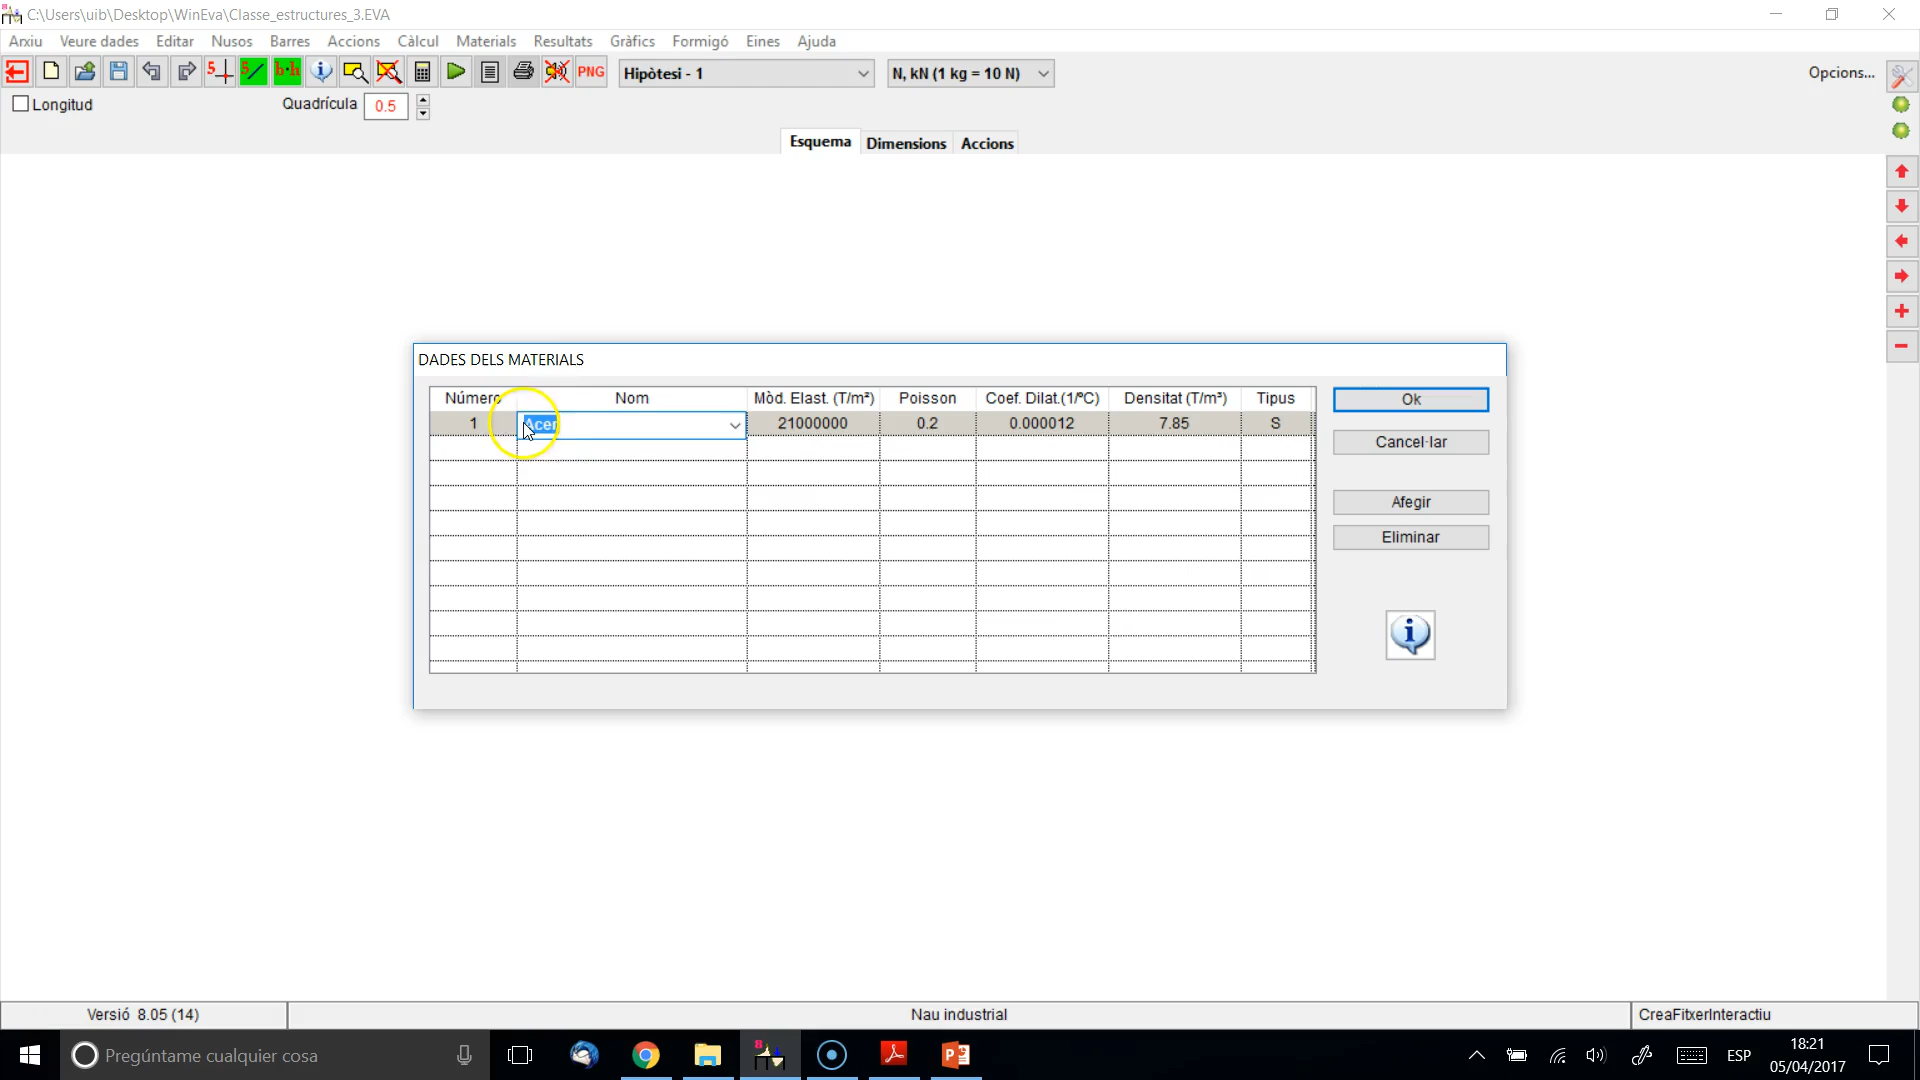 C:\Users\uib\Desktop\WinEva\Classe_estructures_3.EVA
Arxiu Veure dades Editar Nusos Barres Accions Càlcul Materials Resultats Gràfics Formigó Eines Ajuda
5 5 b·h PNG Hipòtesi - 1 N, kN (1 kg = 10 N) Opcions...
Longitud Quadrícula 0.5
Esquema Dimensions Accions
DADES DELS MATERIALS
Número Nom Mòd. Elast. (T/m²) Poisson Coef. Dilat.(1/ºC) Densitat (T/m³) Tipus
1 Acer 21000000 0.2 0.000012 7.85 S
Ok
Cancel·lar
Afegir
Eliminar
Versió 8.05 (14) Nau industrial CreaFitxerInteractiu
Pregúntame cualquier cosa ESP 18:21
05/04/2017